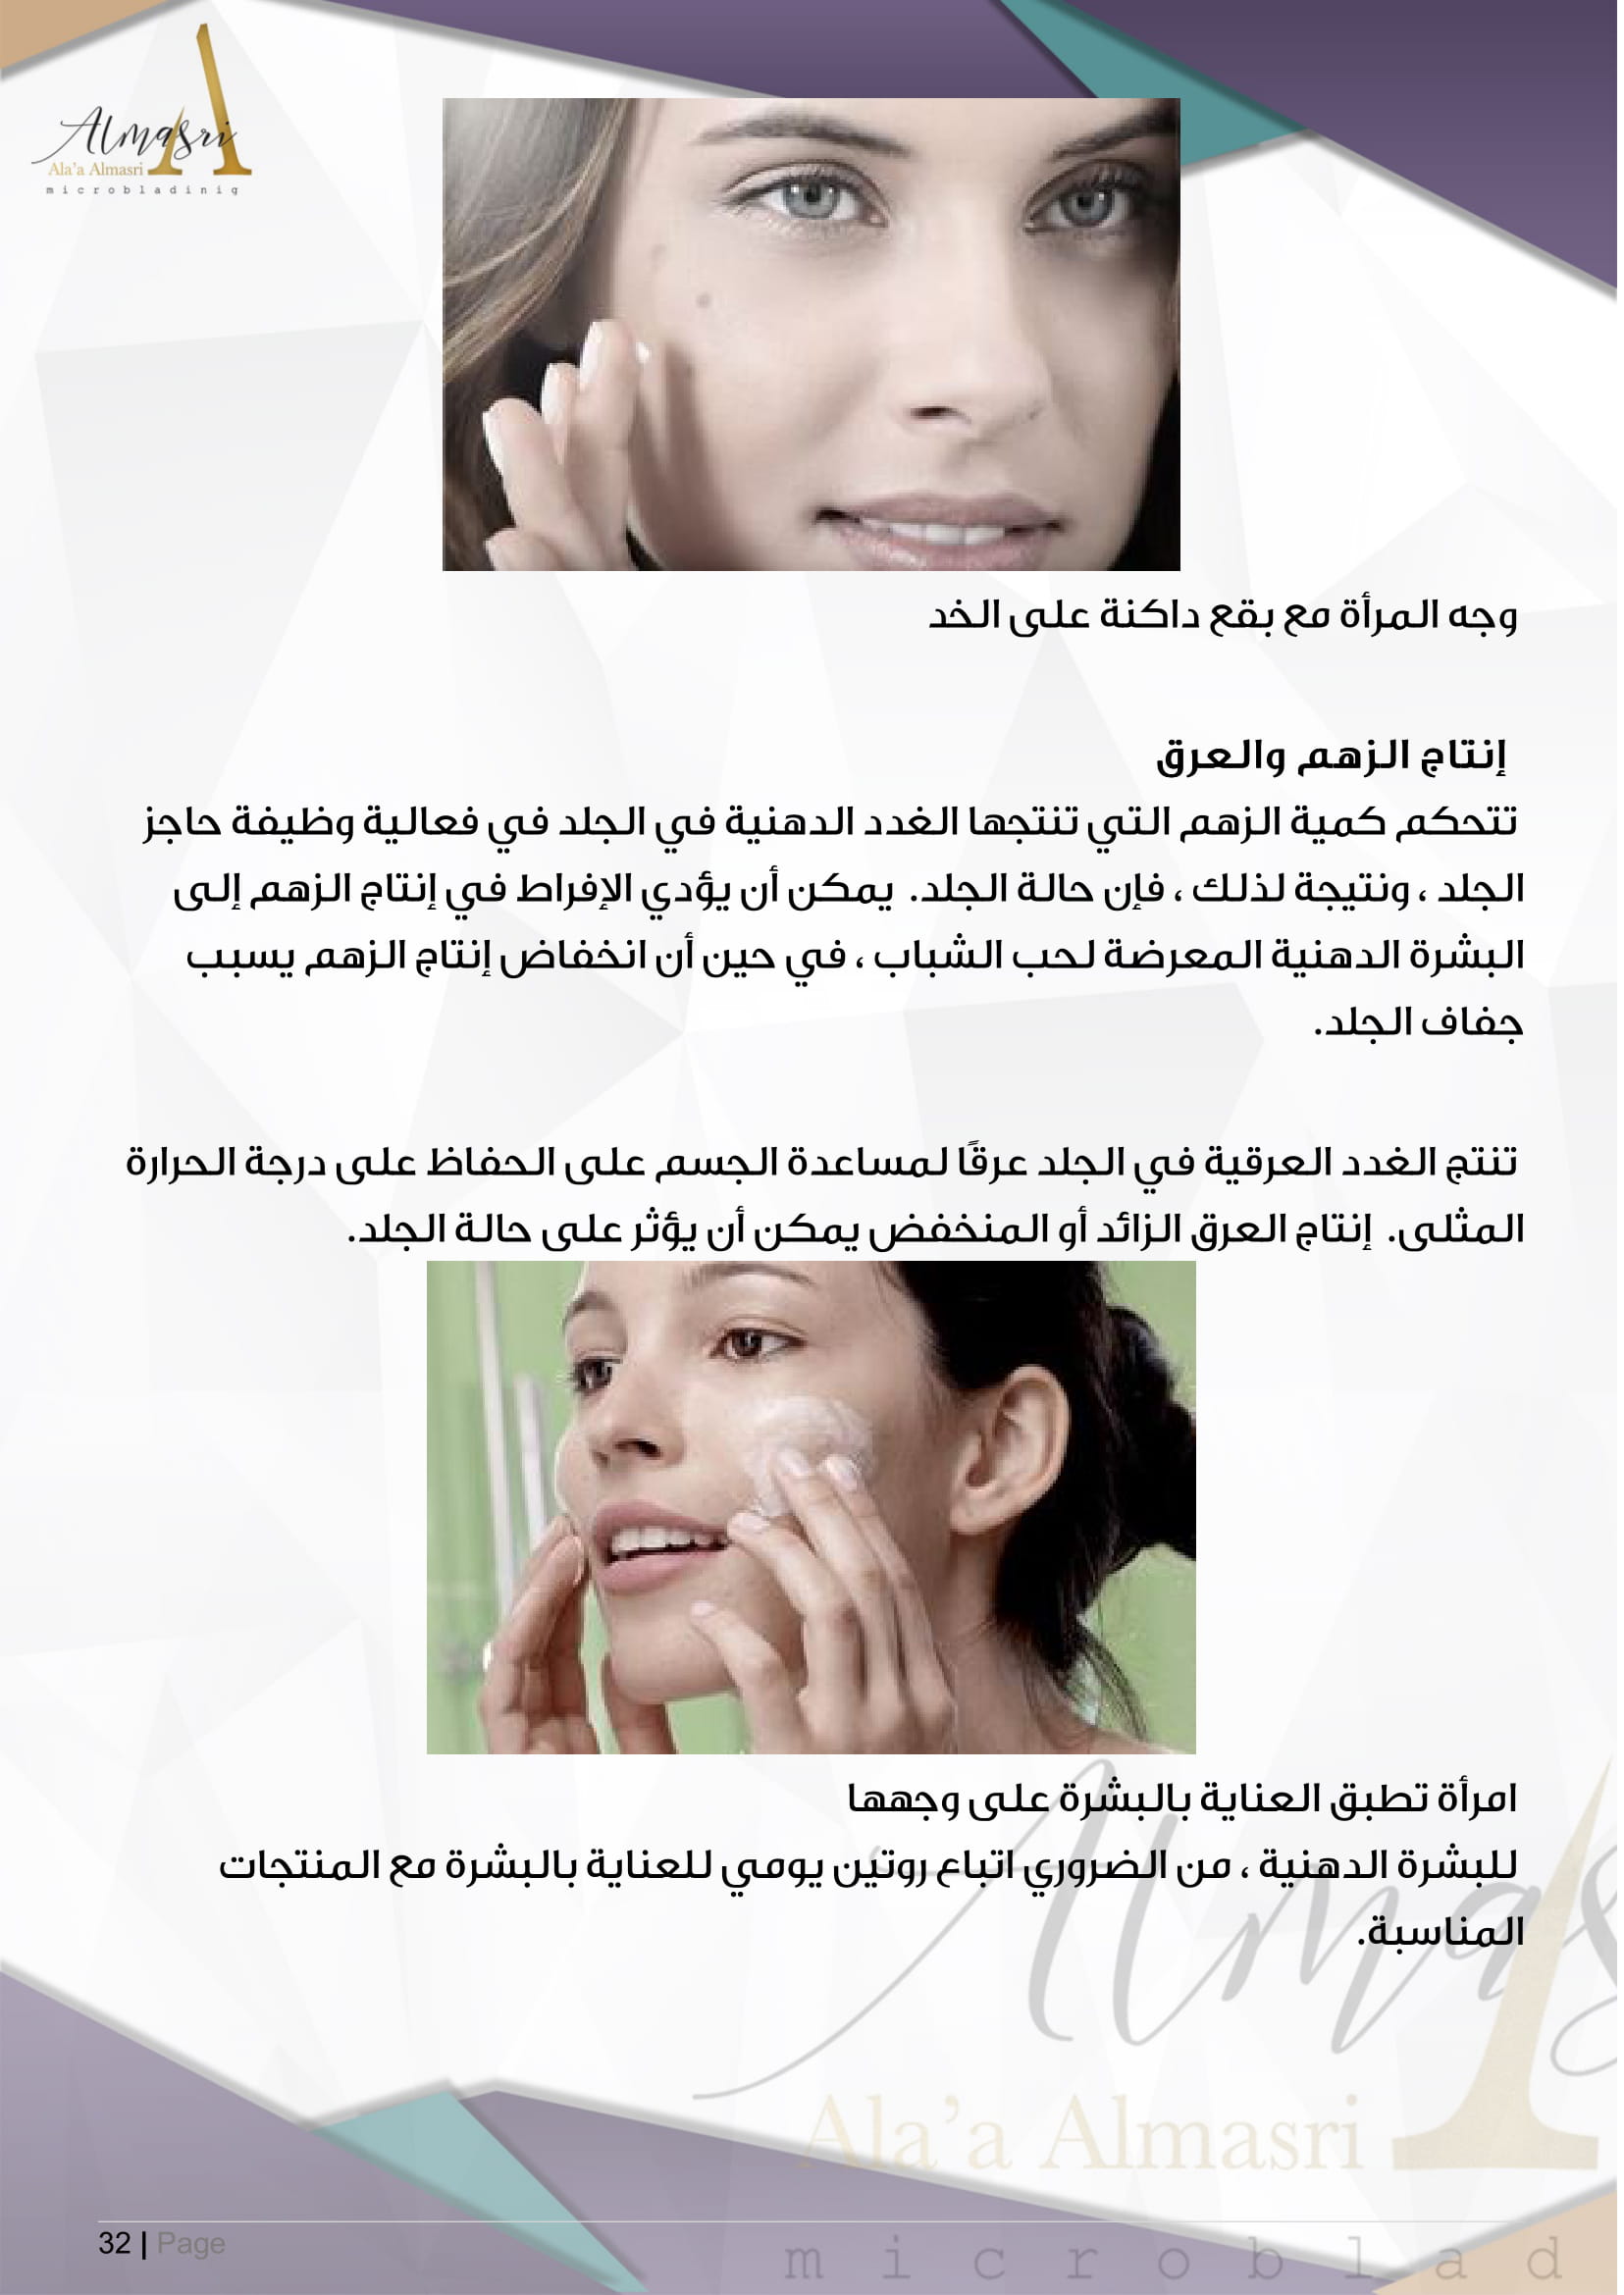 Almasri
Ala'a Almasri
microbladinig
وجه المرأة مع بقع داكنة على الخد
إنتاج الزهم والعرق
تتحكم كمية الزهم التي تنتجها الغدد الدهنية في الجلد في فعالية وظيفة حاجز
الجلد ، ونتيجة لذلك ، فإن حالة الجلد. يمكن أن يؤدي الإفراط في إنتاج الزهم إلى
البشرة الدهنية المعرضة لحب الشباب ، في حين أن انخفاض إنتاج الزهم يسبب
جفاف الجلد.
تنتج الغدد العرقية في الجلد عرقًا لمساعدة الجسم على الحفاظ على درجة الحرارة
المثلى. إنتاج العرق الزائد أو المنخفض يمكن أن يؤثر على حالة الجلد.
امرأة تطبق العناية بالبشرة على وجهها
للبشرة الدهنية ، من الضروري اتباع روتين يومي للعناية بالبشرة مع المنتجات
المناسبة.
Almas
Ala'a Almasri
32 | Page
microblad